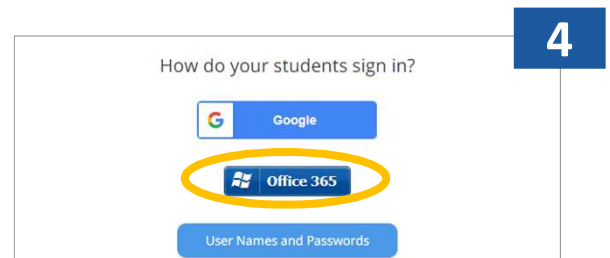 4
How do your students sign in?
Google
Office 365
User Names and Passwords